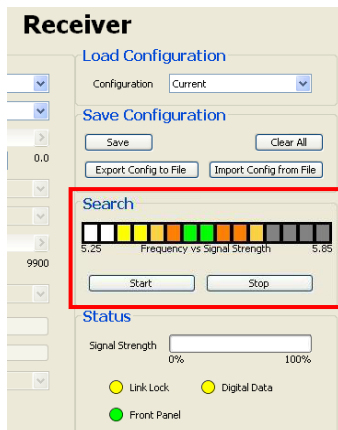 Receiver
Load Configuration
Configuration Current
Save Configuration
Save Clear All
0.0
Export Config to File Import Config from File
Search
5.25 Frequency vs Signal Strength 5.85
9900
Start Stop
Status
Signal Strength
0% 100%
Link Lock Digital Data
Front Panel